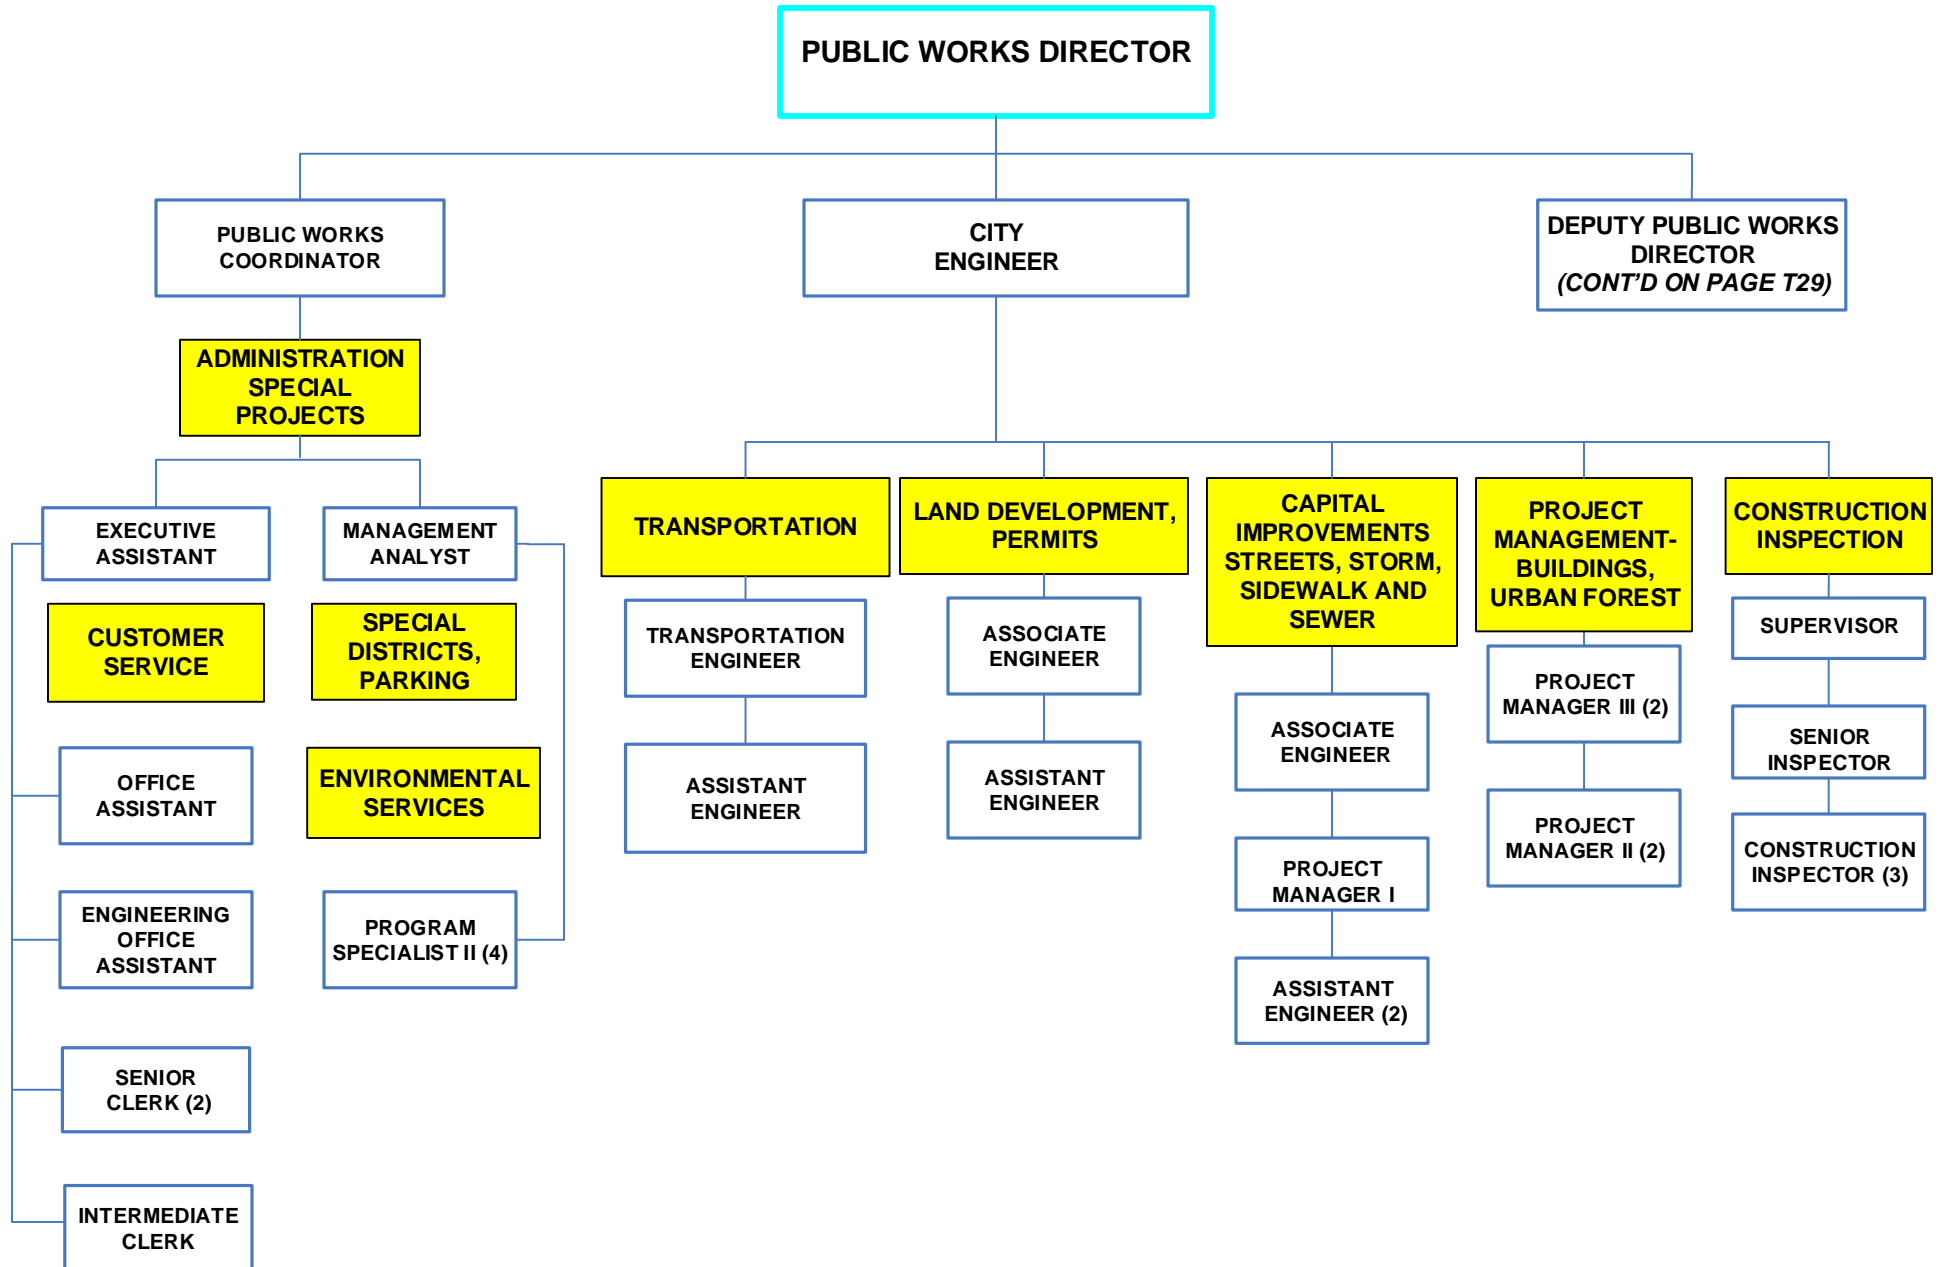 PUBLIC WORKS DIRECTOR
PUBLIC WORKS
COORDINATOR
CITY
ENGINEER
DEPUTY PUBLIC WORKS
DIRECTOR
(CONT'D ON PAGE T29)
ADMINISTRATION
SPECIAL
PROJECTS
EXECUTIVE
ASSISTANT
MANAGEMENT
ANALYST
CUSTOMER
SERVICE
SPECIAL
DISTRICTS,
PARKING
OFFICE
ASSISTANT
ENVIRONMENTAL
SERVICES
ENGINEERING
OFFICE
ASSISTANT
PROGRAM
SPECIALIST II (4)
SENIOR
CLERK (2)
INTERMEDIATE
CLERK
TRANSPORTATION
TRANSPORTATION
ENGINEER
ASSISTANT
ENGINEER
LAND DEVELOPMENT,
PERMITS
ASSOCIATE
ENGINEER
ASSISTANT
ENGINEER
CAPITAL
IMPROVEMENTS
STREETS, STORM,
SIDEWALK AND
SEWER
ASSOCIATE
ENGINEER
PROJECT
MANAGER I
ASSISTANT
ENGINEER (2)
PROJECT
MANAGEMENT-
BUILDINGS,
URBAN FOREST
PROJECT
MANAGER III (2)
PROJECT
MANAGER II (2)
CONSTRUCTION
INSPECTION
SUPERVISOR
SENIOR
INSPECTOR
CONSTRUCTION
INSPECTOR (3)